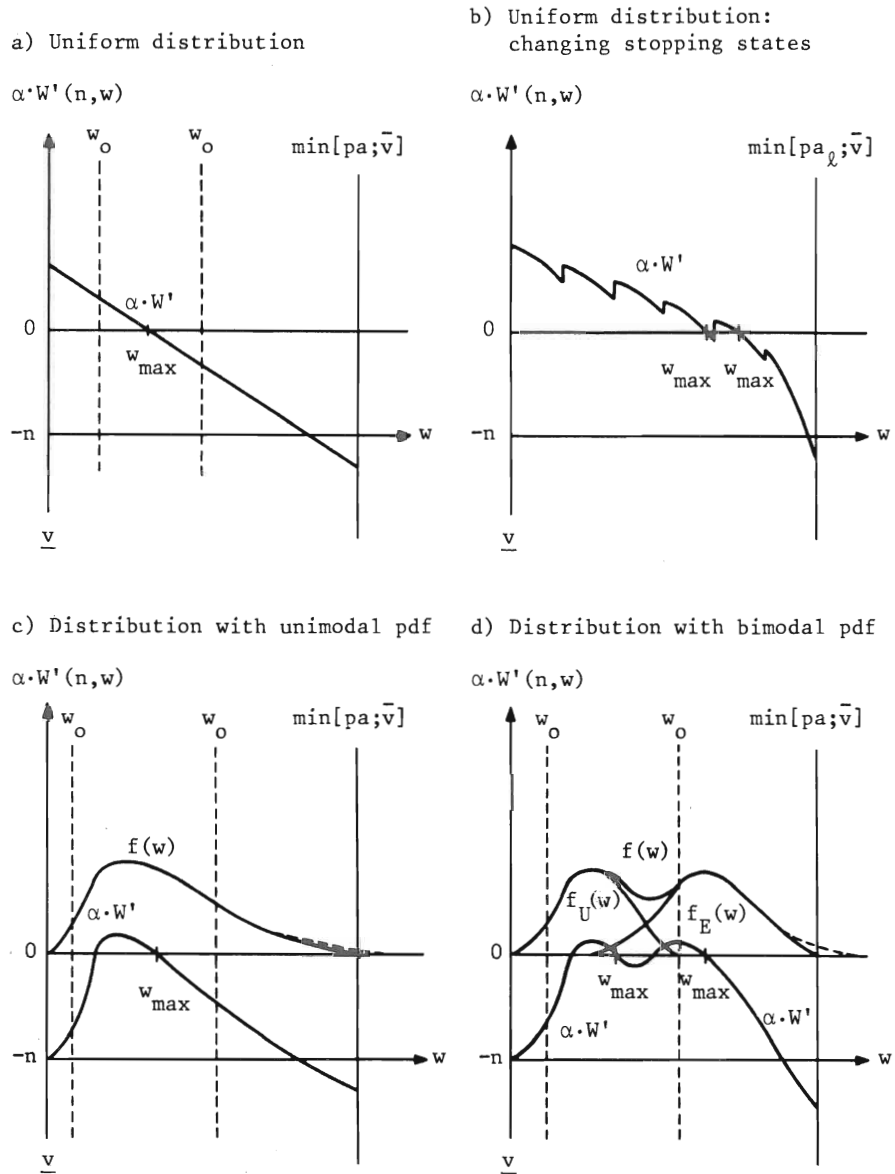 a) Uniform distribution
α·W'(n,w)
w_o w_o min[pa;v̄]
α·W'
0
w_max
-n w
v̲
b) Uniform distribution:
changing stopping states
α·W'(n,w)
min[pa_ℓ;v̄]
α·W'
0
w_max w_max
-n w
v̲
c) Distribution with unimodal pdf
α·W'(n,w)
w_o w_o min[pa;v̄]
f(w)
α·W'
0
w_max
-n w
v̲
d) Distribution with bimodal pdf
α·W'(n,w)
w_o w_o min[pa;v̄]
f(w)
f_U(w) f_E(w)
0
w_max w_max
α·W' α·W'
-n w
v̲